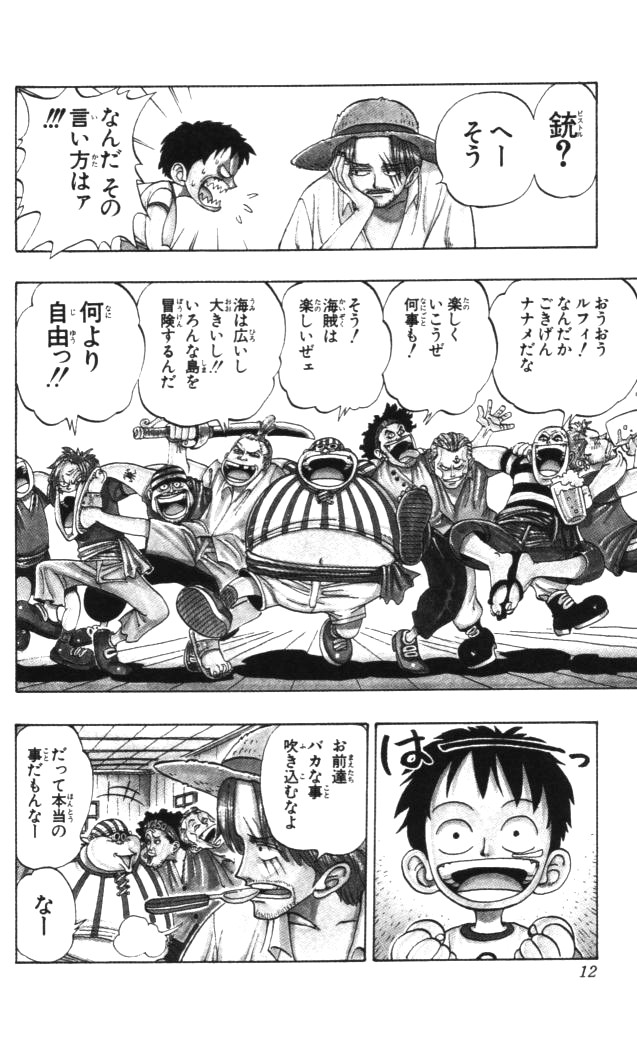 銃?
へー
そう
なんだ その
言い方はァ
!!!
おうおう
ルフィ!
なんだか
ごきげん
ナナメだな
楽しく
いこうぜ
何事も!
そう!
海賊は
楽しいぜェ
海は広いし
大きいし!!
いろんな島を
冒険するんだ
何より
自由っ!!
はーっ
お前達
バカな事
吹き込むなよ
だって本当の
事だもんなー
なー
12